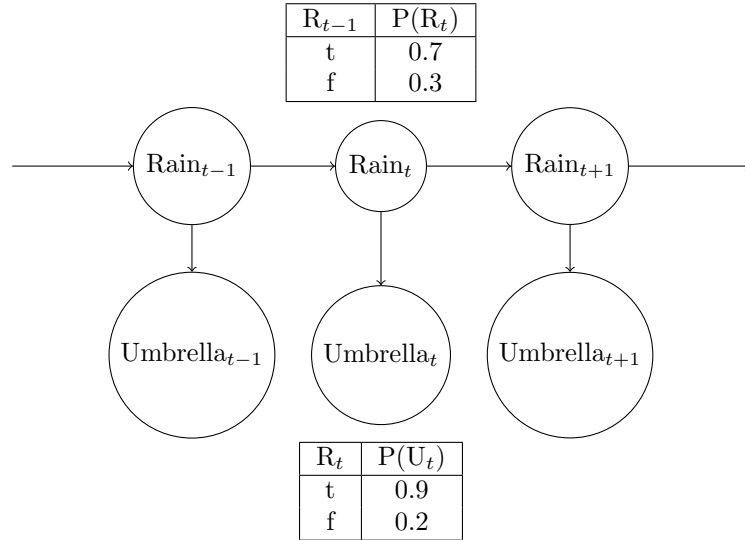 R_{t−1} P(R_t)
t 0.7
f 0.3
Rain_{t−1} Rain_t Rain_{t+1}
Umbrella_{t−1} Umbrella_t Umbrella_{t+1}
R_t P(U_t)
t 0.9
f 0.2